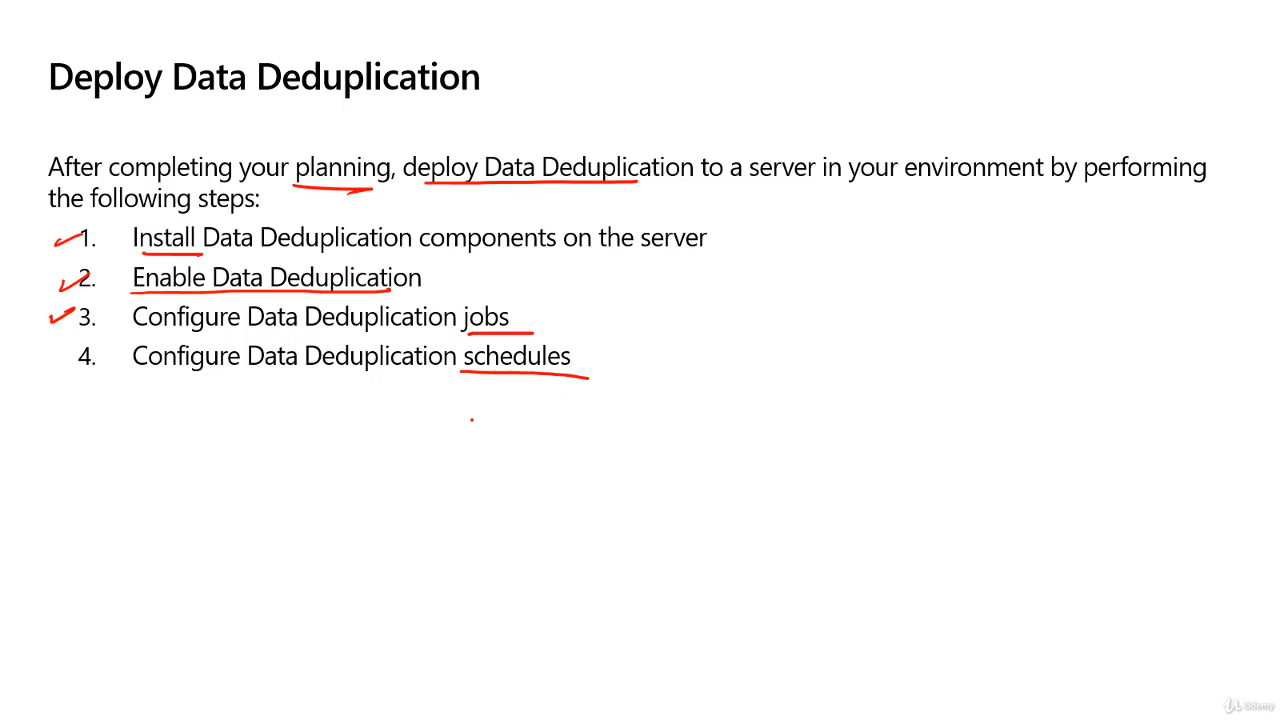 Deploy Data Deduplication
After completing your planning, deploy Data Deduplication to a server in your environment by performing
the following steps:
1. Install Data Deduplication components on the server
2. Enable Data Deduplication
3. Configure Data Deduplication jobs
4. Configure Data Deduplication schedules
Udemy